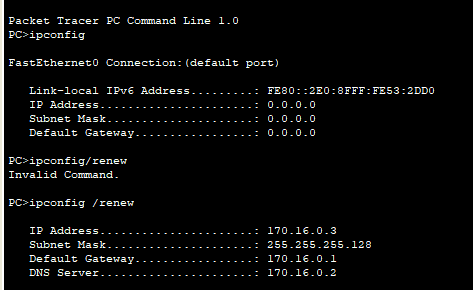 Packet Tracer PC Command Line 1.0
PC>ipconfig
FastEthernet0 Connection:(default port)
Link-local IPv6 Address.........: FE80::2E0:8FFF:FE53:2DD0
IP Address......................: 0.0.0.0
Subnet Mask.....................: 0.0.0.0
Default Gateway.................: 0.0.0.0
PC>ipconfig/renew
Invalid Command.
PC>ipconfig /renew
IP Address......................: 170.16.0.3
Subnet Mask.....................: 255.255.255.128
Default Gateway.................: 170.16.0.1
DNS Server......................: 170.16.0.2